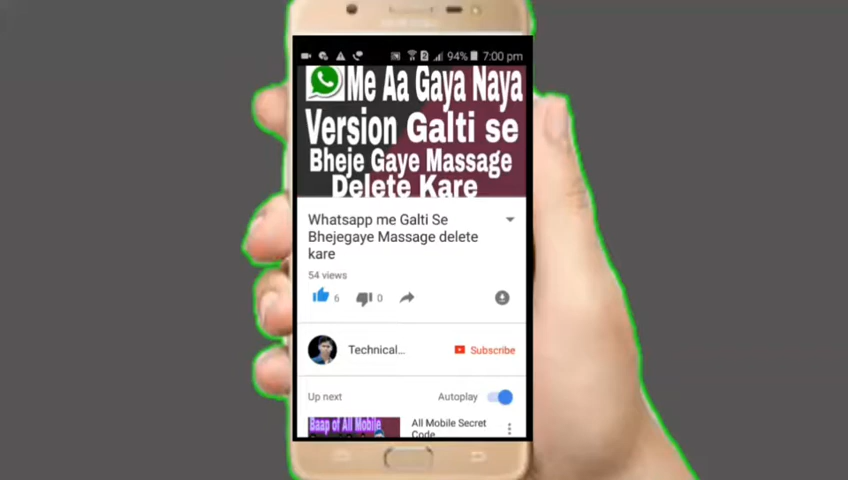 94% 7:00 pm
Me Aa Gaya Naya
Version Galti se
Bheje Gaye Massage
Delete Kare
Whatsapp me Galti Se
Bhejegaye Massage delete
kare
54 views
6 0
Technical...
Subscribe
Up next
Autoplay
Baap of All Mobile
All Mobile Secret
Code